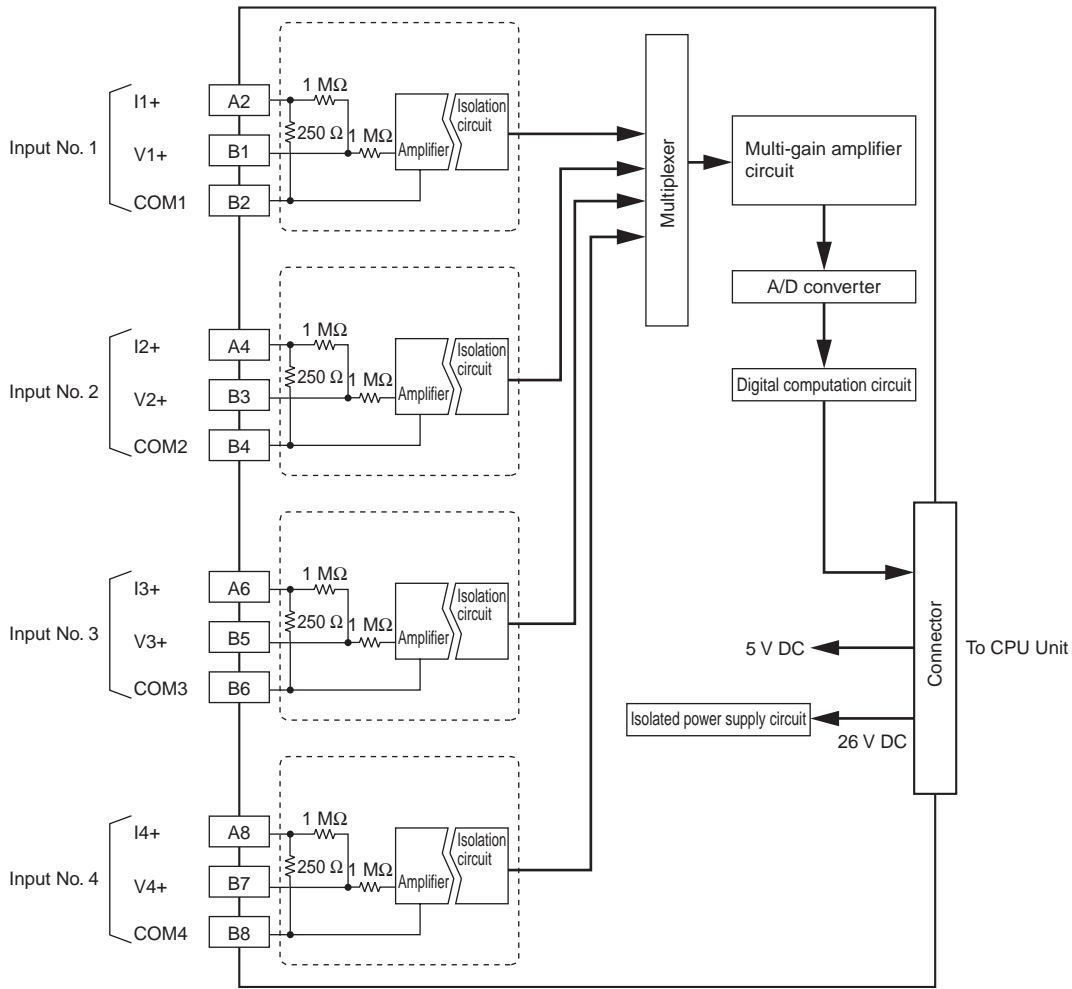 Input No. 1
I1+
V1+
COM1
A2
B1
B2
1 MΩ
250 Ω
1 MΩ
Amplifier
Isolation
circuit
Input No. 2
I2+
V2+
COM2
A4
B3
B4
1 MΩ
250 Ω
1 MΩ
Amplifier
Isolation
circuit
Input No. 3
I3+
V3+
COM3
A6
B5
B6
1 MΩ
250 Ω
1 MΩ
Amplifier
Isolation
circuit
Input No. 4
I4+
V4+
COM4
A8
B7
B8
1 MΩ
250 Ω
1 MΩ
Amplifier
Isolation
circuit
Multiplexer
Multi-gain amplifier
circuit
A/D converter
Digital computation circuit
Connector
To CPU Unit
5 V DC
Isolated power supply circuit
26 V DC